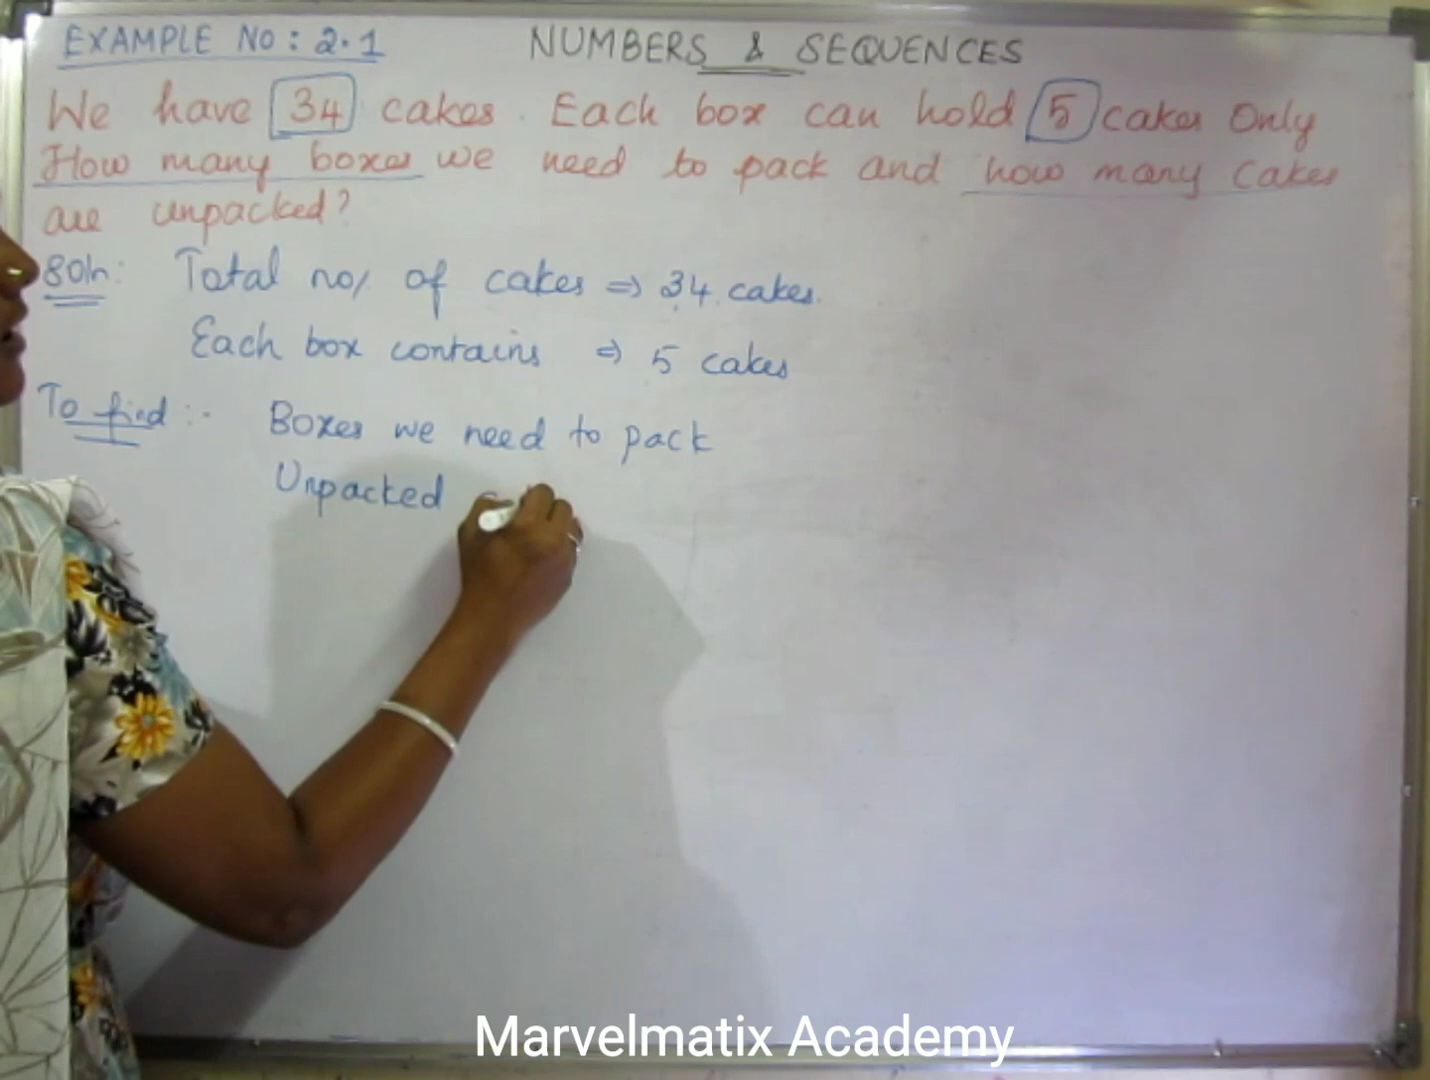 EXAMPLE NO: 2.1
NUMBERS & SEQUENCES
We have 34 cakes. Each box can hold 5 cakes Only
How many boxes we need to pack and how many Cakes
are unpacked?
Soln: Total no/. of cakes ⇒ 34 cakes.
Each box contains ⇒ 5 cakes
To find:- Boxes we need to pack
Unpacked
Marvelmatix Academy